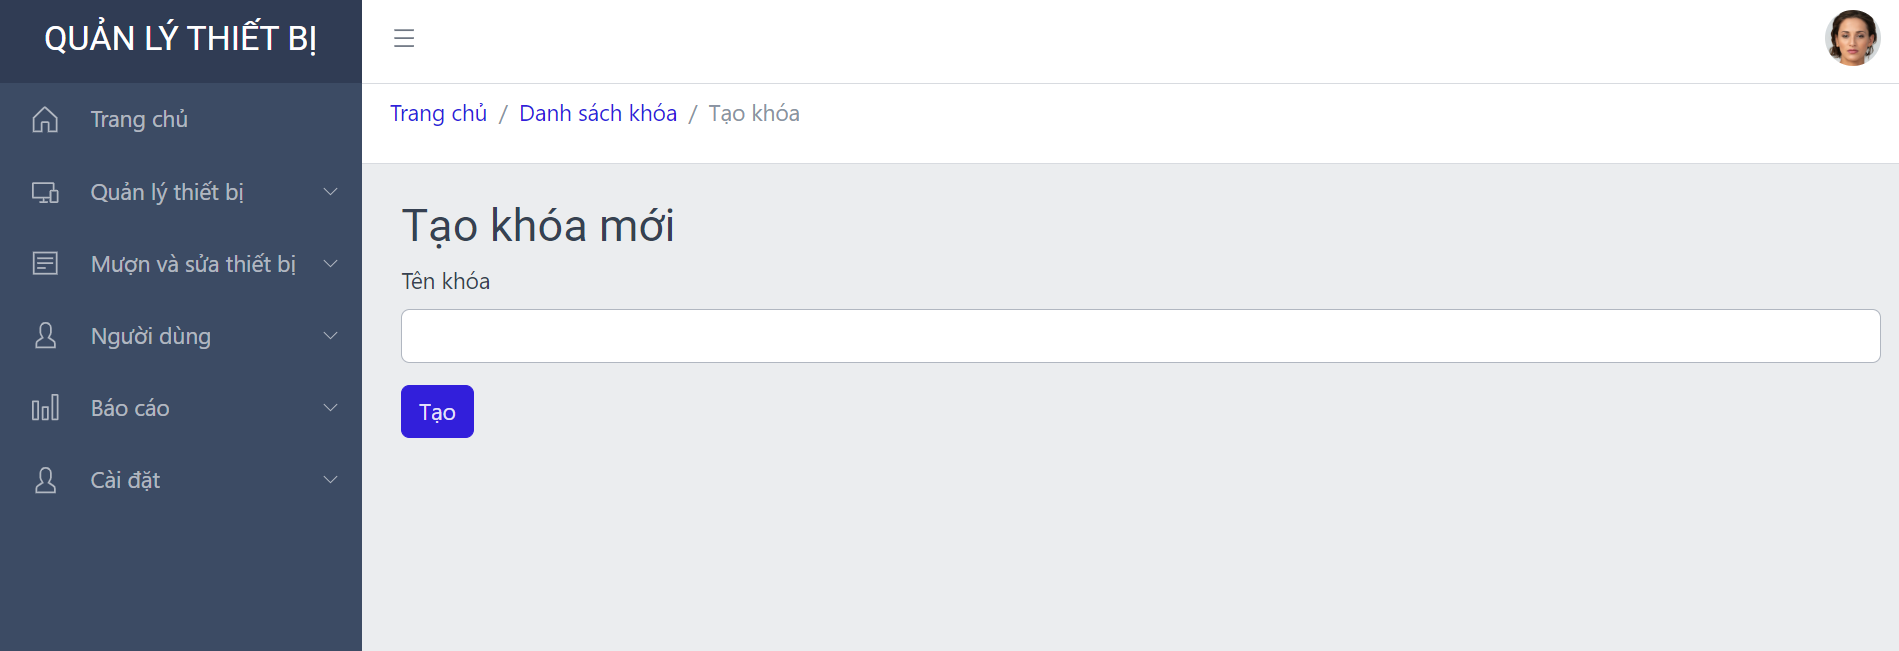 QUẢN LÝ THIẾT BỊ
Trang chủ
Quản lý thiết bị
Mượn và sửa thiết bị
Người dùng
Báo cáo
Cài đặt
Trang chủ / Danh sách khóa / Tạo khóa
Tạo khóa mới
Tên khóa
Tạo